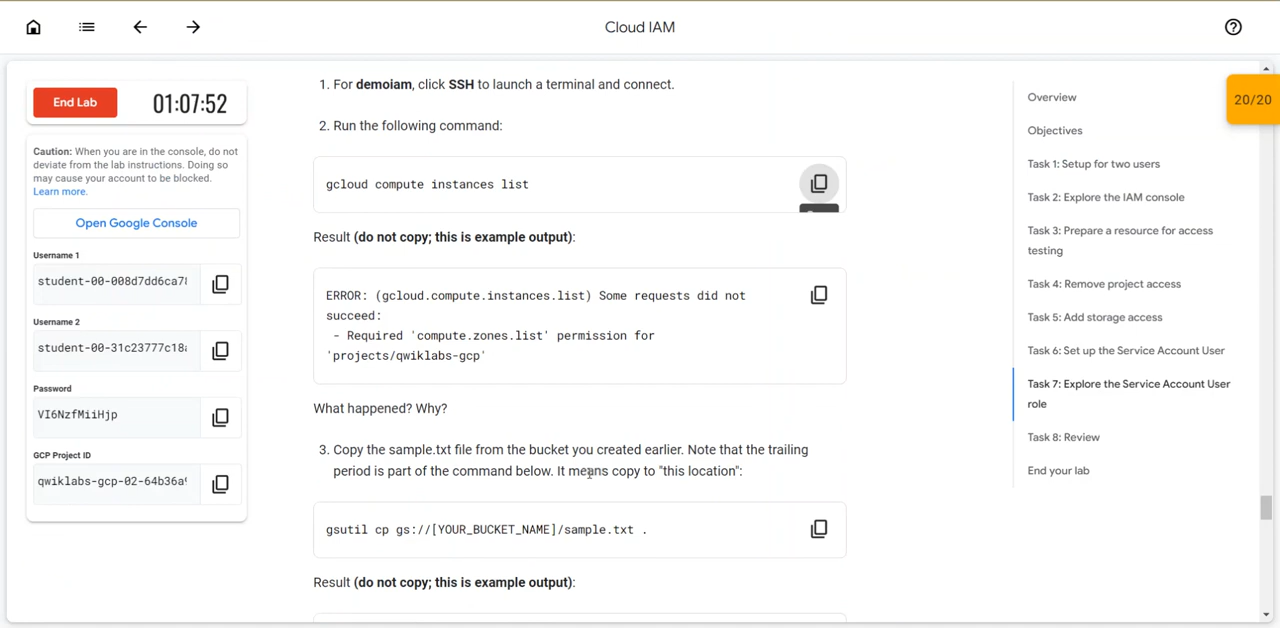 Cloud IAM
End Lab
01:07:52
Caution: When you are in the console, do not
deviate from the lab instructions. Doing so
may cause your account to be blocked.
Learn more.
Open Google Console
Username 1
student-00-008d7dd6ca7
Username 2
student-00-31c23777c18
Password
VI6NzfMiiHjp
GCP Project ID
qwiklabs-gcp-02-64b36a
1. For demoiam, click SSH to launch a terminal and connect.
2. Run the following command:
gcloud compute instances list
Result (do not copy; this is example output):
ERROR: (gcloud.compute.instances.list) Some requests did not
succeed:
- Required 'compute.zones.list' permission for
'projects/qwiklabs-gcp'
What happened? Why?
3. Copy the sample.txt file from the bucket you created earlier. Note that the trailing
period is part of the command below. It means copy to "this location":
gsutil cp gs://[YOUR_BUCKET_NAME]/sample.txt .
Result (do not copy; this is example output):
Overview
Objectives
Task 1: Setup for two users
Task 2: Explore the IAM console
Task 3: Prepare a resource for access
testing
Task 4: Remove project access
Task 5: Add storage access
Task 6: Set up the Service Account User
Task 7: Explore the Service Account User
role
Task 8: Review
End your lab
20/20